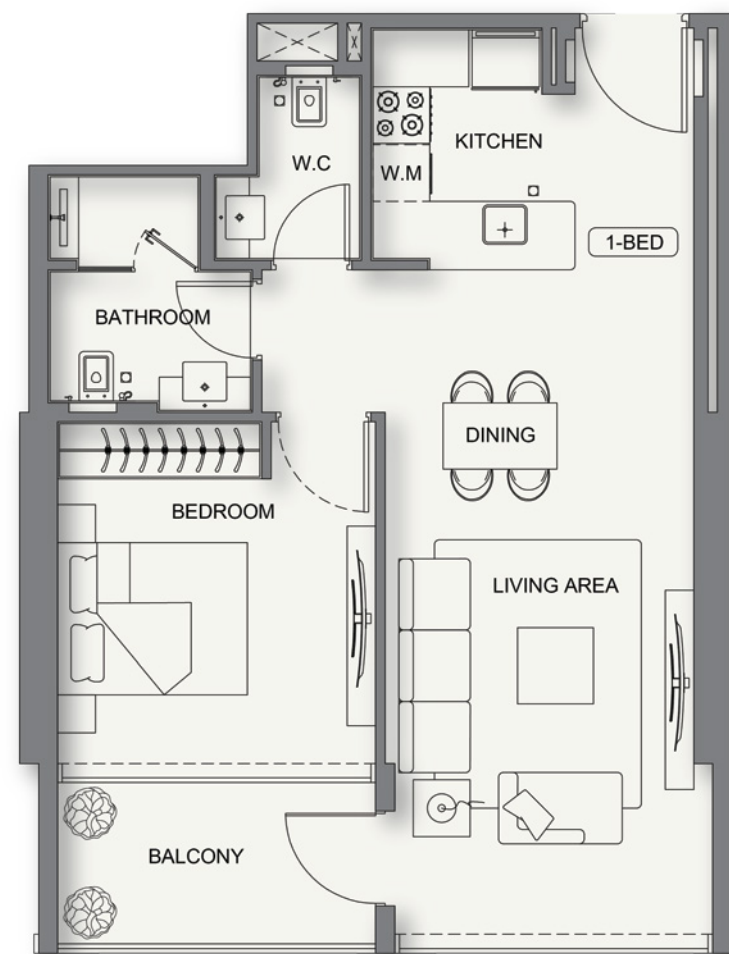 KITCHEN
W.C
W.M
1-BED
BATHROOM
DINING
BEDROOM
LIVING AREA
BALCONY